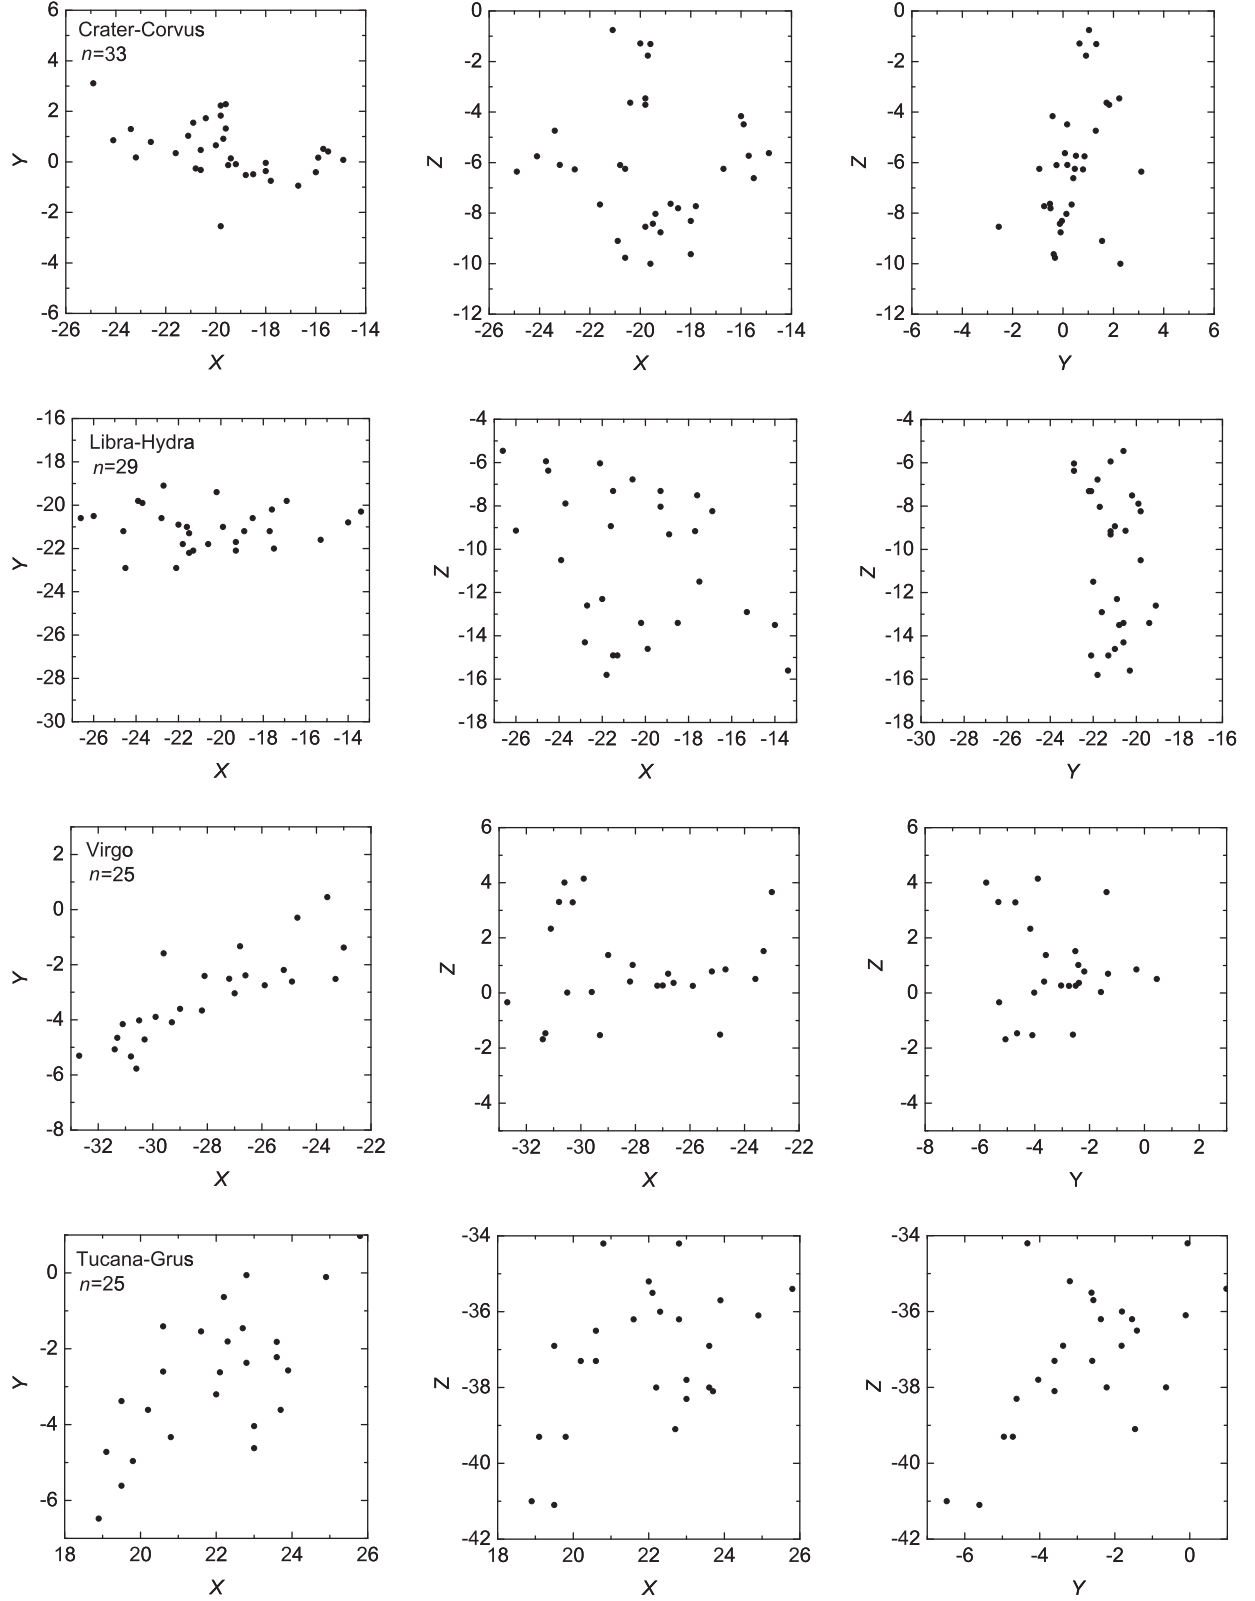 6
4
2
0
-2
-4
-6
Y
Crater-Corvus
n=33
-26 -24 -22 -20 -18 -16 -14
X
0
-2
-4
-6
-8
-10
-12
Z
-26 -24 -22 -20 -18 -16 -14
X
0
-2
-4
-6
-8
-10
-12
Z
-6 -4 -2 0 2 4 6
Y
-16
-18
-20
-22
-24
-26
-28
-30
Y
Libra-Hydra
n=29
-26 -24 -22 -20 -18 -16 -14
X
-4
-6
-8
-10
-12
-14
-16
-18
Z
-26 -24 -22 -20 -18 -16 -14
X
-4
-6
-8
-10
-12
-14
-16
-18
Z
-30 -28 -26 -24 -22 -20 -18 -16
Y
2
0
-2
-4
-6
-8
Y
Virgo
n=25
-32 -30 -28 -26 -24 -22
X
6
4
2
0
-2
-4
Z
-32 -30 -28 -26 -24 -22
X
6
4
2
0
-2
-4
Z
-8 -6 -4 -2 0 2
Y
0
-2
-4
-6
Y
Tucana-Grus
n=25
18 20 22 24 26
X
-34
-36
-38
-40
-42
Z
18 20 22 24 26
X
-34
-36
-38
-40
-42
Z
-6 -4 -2 0
Y